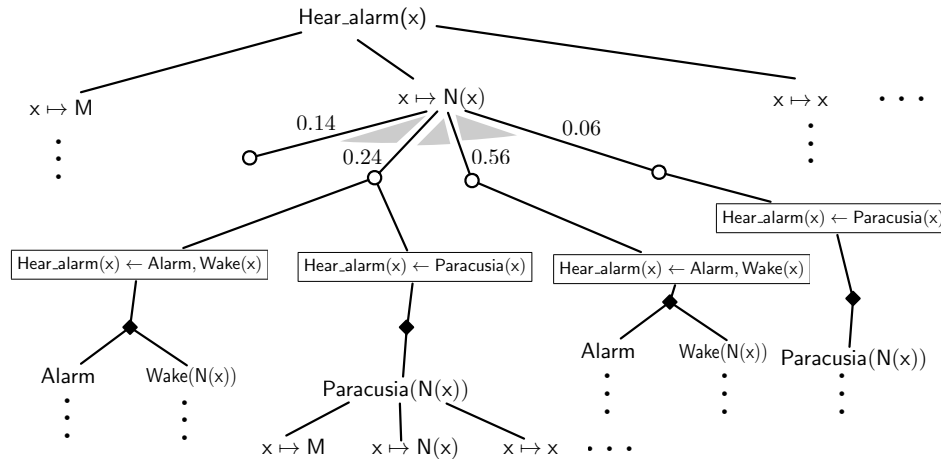 Hear_alarm(x)
x ↦ M
x ↦ N(x)
x ↦ x
0.14
0.24
0.56
0.06
Hear_alarm(x) ← Paracusia(x)
Hear_alarm(x) ← Alarm, Wake(x)
Hear_alarm(x) ← Paracusia(x)
Hear_alarm(x) ← Alarm, Wake(x)
Alarm
Wake(N(x))
Paracusia(N(x))
Alarm
Wake(N(x))
Paracusia(N(x))
x ↦ M
x ↦ N(x)
x ↦ x